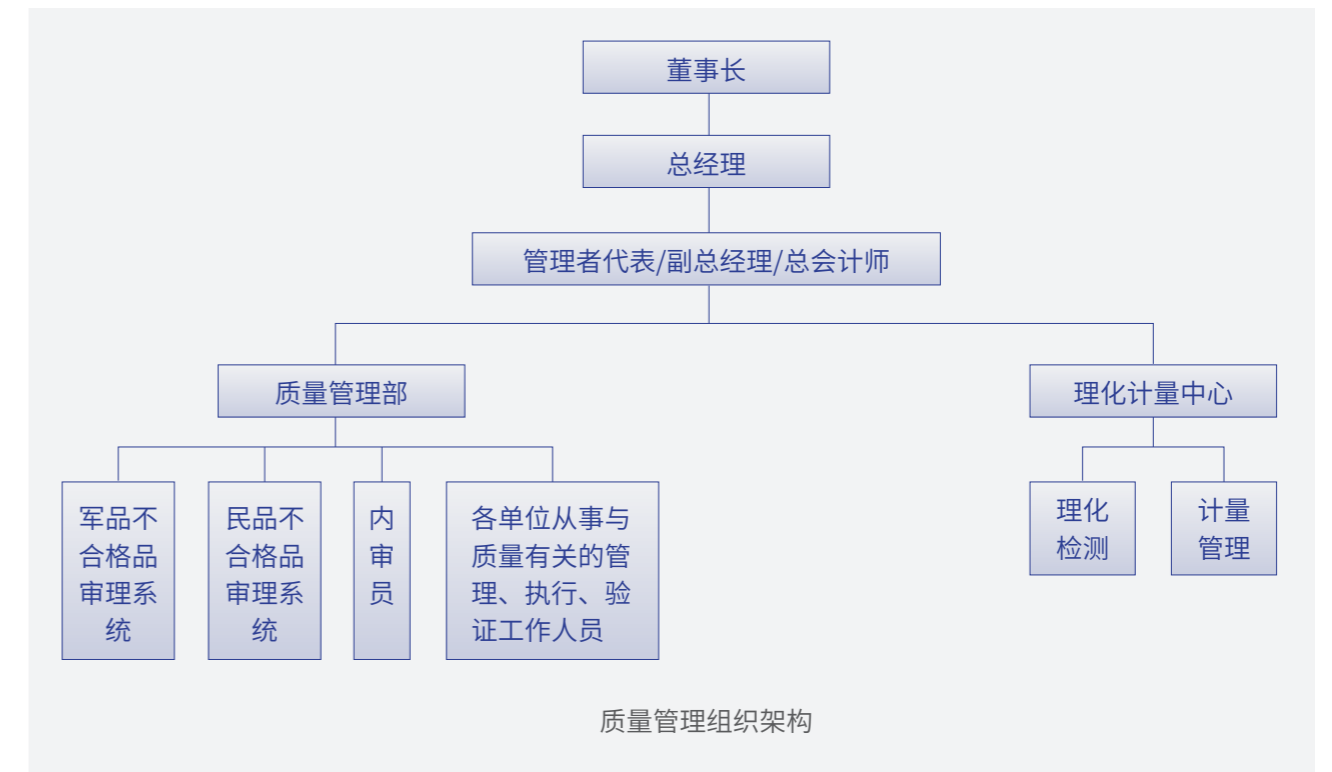 董事长
总经理
管理者代表/副总经理/总会计师
质量管理部
理化计量中心
军品不
合格品
审理系
统
民品不
合格品
审理系
统
内
审
员
各单位从事与
质量有关的管
理、执行、验
证工作人员
理化
检测
计量
管理
质量管理组织架构